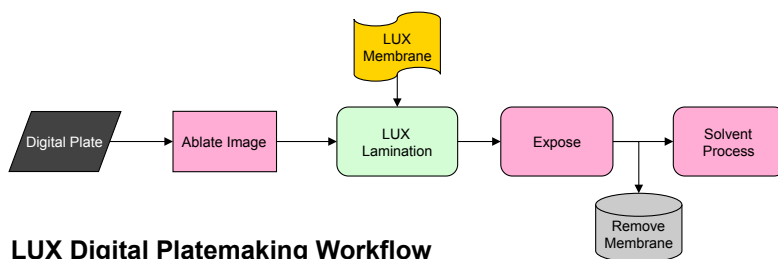 LUX
Membrane
Digital Plate
Ablate Image
LUX
Lamination
Expose
Solvent
Process
Remove
Membrane
LUX Digital Platemaking Workflow